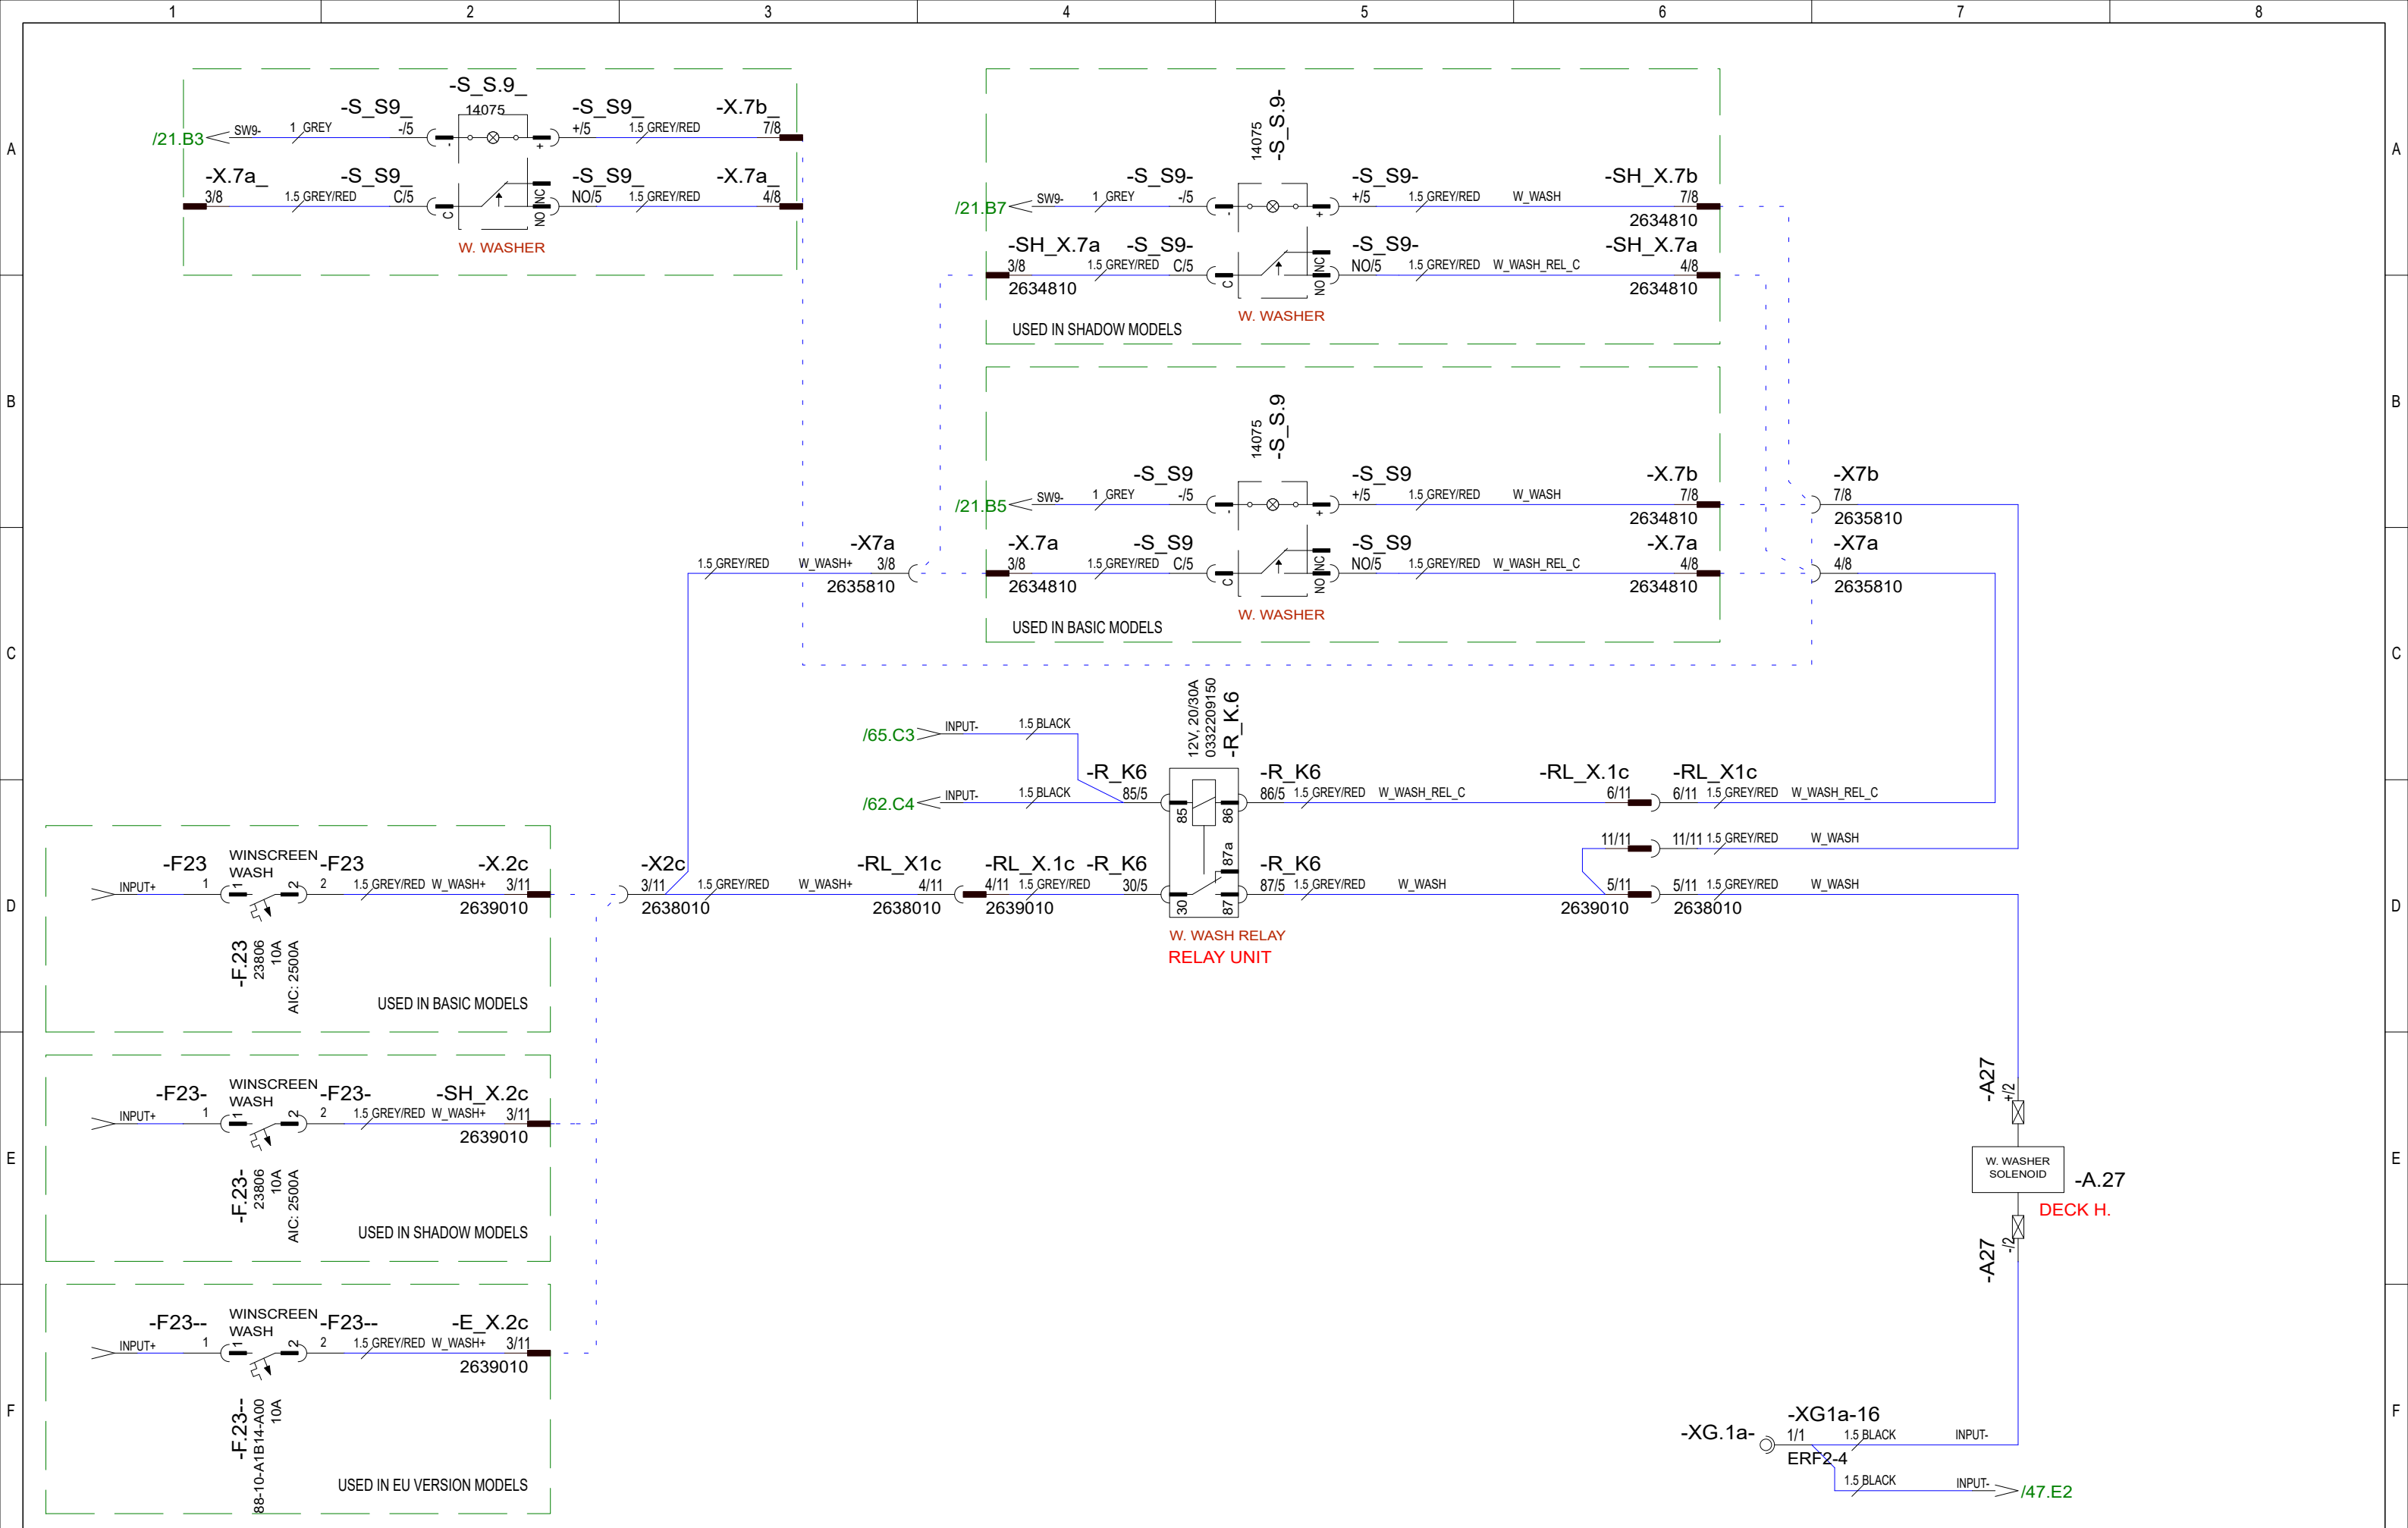 1 2 3 4 5 6 7 8
A A
B B
C C
D D
E E
F F
-S_S.9_
14075
/21.B3 SW9- 1 GREY -S_S9_ -/5 - + -S_S9_ +/5 1.5 GREY/RED -X.7b_ 7/8
-X.7a_ 3/8 1.5 GREY/RED -S_S9_ C/5 C NO NC -S_S9_ NO/5 1.5 GREY/RED -X.7a_ 4/8
W. WASHER
14075
-S_S.9-
/21.B7 SW9- 1 GREY -S_S9- -/5 - + -S_S9- +/5 1.5 GREY/RED W_WASH -SH_X.7b 7/8
2634810
-SH_X.7a 3/8 1.5 GREY/RED -S_S9- C/5 C NO NC -S_S9- NO/5 1.5 GREY/RED W_WASH_REL_C -SH_X.7a 4/8
2634810 2634810
W. WASHER
USED IN SHADOW MODELS
14075
-S_S.9
/21.B5 SW9- 1 GREY -S_S9 -/5 - + -S_S9 +/5 1.5 GREY/RED W_WASH -X.7b 7/8 -X7b 7/8
2634810 2635810
1.5 GREY/RED W_WASH+ -X7a 3/8 -X.7a 3/8 1.5 GREY/RED -S_S9 C/5 C NO NC -S_S9 NO/5 1.5 GREY/RED W_WASH_REL_C -X.7a 4/8 -X7a 4/8
2635810 2634810 2634810 2635810
W. WASHER
USED IN BASIC MODELS
12V, 20/30A
0332209150
-R_K.6
/65.C3 INPUT- 1.5 BLACK
/62.C4 INPUT- 1.5 BLACK -R_K6 85/5 85 86 -R_K6 86/5 1.5 GREY/RED W_WASH_REL_C -RL_X.1c 6/11 -RL_X1c 6/11 1.5 GREY/RED W_WASH_REL_C
11/11 11/11 1.5 GREY/RED W_WASH
-X2c 3/11 1.5 GREY/RED W_WASH+ -RL_X1c 4/11 -RL_X.1c 4/11 1.5 GREY/RED -R_K6 30/5 30 87 87a -R_K6 87/5 1.5 GREY/RED W_WASH 5/11 5/11 1.5 GREY/RED W_WASH
2638010 2638010 2639010 2639010 2638010
W. WASH RELAY
RELAY UNIT
INPUT+ -F23 1 WINSCREEN WASH 1 2 -F23 2 1.5 GREY/RED W_WASH+ -X.2c 3/11
2639010
-F.23
23806
10A
AIC: 2500A
USED IN BASIC MODELS
INPUT+ -F23- 1 WINSCREEN WASH 1 2 -F23- 2 1.5 GREY/RED W_WASH+ -SH_X.2c 3/11
2639010
-F.23-
23806
10A
AIC: 2500A
USED IN SHADOW MODELS
INPUT+ -F23-- 1 WINSCREEN WASH 1 2 -F23-- 2 1.5 GREY/RED W_WASH+ -E_X.2c 3/11
2639010
-F.23--
88-10-A1B14-A00
10A
USED IN EU VERSION MODELS
-A27
+/2
W. WASHER
SOLENOID
-A.27
DECK H.
-A27
-/2
-XG.1a- -XG1a-16
1/1 1.5 BLACK INPUT-
ERF2-4
1.5 BLACK INPUT- /47.E2